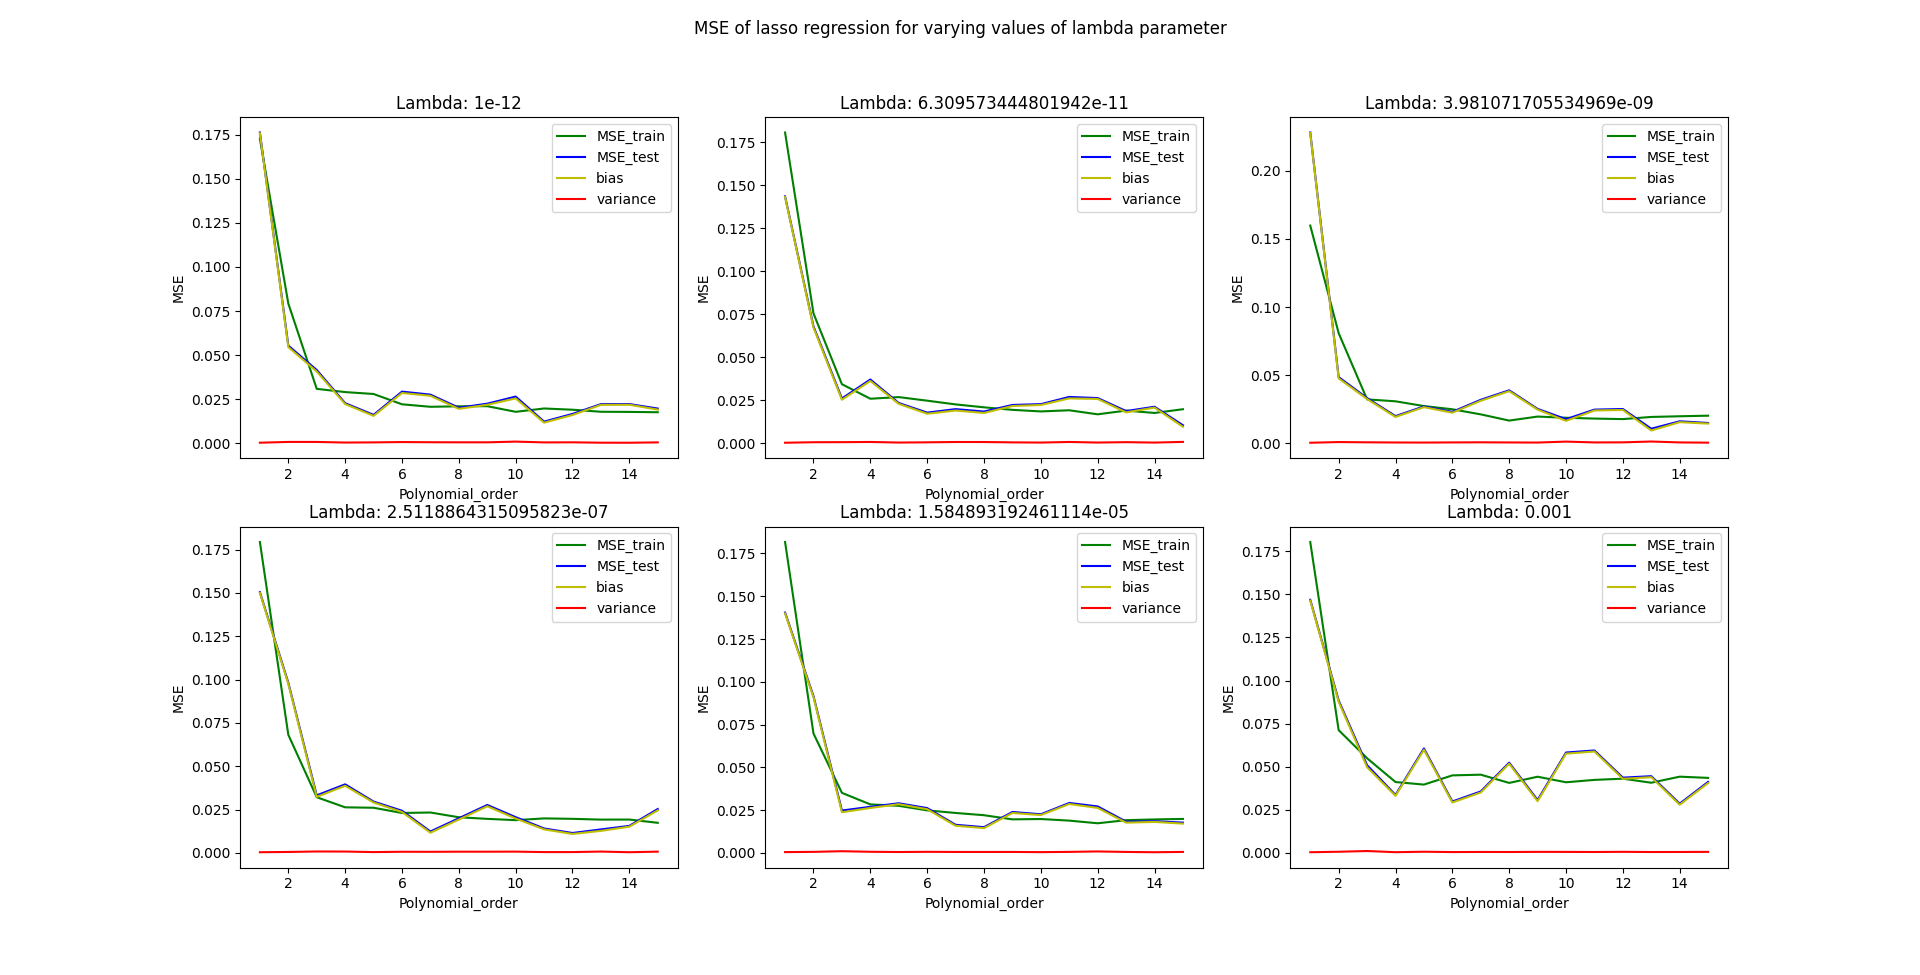 MSE of lasso regression for varying values of lambda parameter
Lambda: 1e-12
MSE_train
MSE_test
bias
variance
0.175
0.150
0.125
0.100
0.075
0.050
0.025
0.000
MSE
2 4 6 8 10 12 14
Polynomial_order
Lambda: 6.309573444801942e-11
MSE_train
MSE_test
bias
variance
0.175
0.150
0.125
0.100
0.075
0.050
0.025
0.000
MSE
2 4 6 8 10 12 14
Polynomial_order
Lambda: 3.981071705534969e-09
MSE_train
MSE_test
bias
variance
0.20
0.15
0.10
0.05
0.00
MSE
2 4 6 8 10 12 14
Polynomial_order
Lambda: 2.5118864315095823e-07
MSE_train
MSE_test
bias
variance
0.175
0.150
0.125
0.100
0.075
0.050
0.025
0.000
MSE
2 4 6 8 10 12 14
Polynomial_order
Lambda: 1.584893192461114e-05
MSE_train
MSE_test
bias
variance
0.175
0.150
0.125
0.100
0.075
0.050
0.025
0.000
MSE
2 4 6 8 10 12 14
Polynomial_order
Lambda: 0.001
MSE_train
MSE_test
bias
variance
0.175
0.150
0.125
0.100
0.075
0.050
0.025
0.000
MSE
2 4 6 8 10 12 14
Polynomial_order